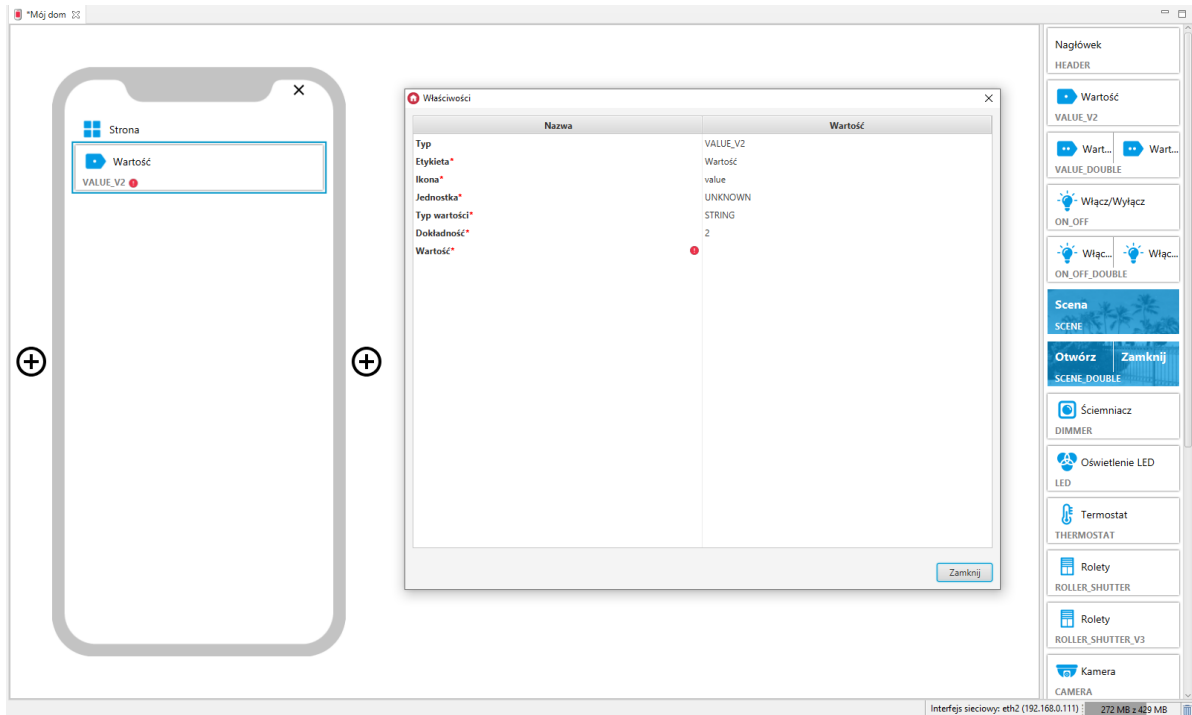 *Mój dom
Strona
Wartość
VALUE_V2
Właściwości
Nazwa Wartość
Typ VALUE_V2
Etykieta* Wartość
Ikona* value
Jednostka* UNKNOWN
Typ wartości* STRING
Dokładność* 2
Wartość*
Zamknij
Nagłówek
HEADER
Wartość
VALUE_V2
Wart... Wart...
VALUE_DOUBLE
Włącz/Wyłącz
ON_OFF
Włąc... Włąc...
ON_OFF_DOUBLE
Scena
SCENE
Otwórz Zamknij
SCENE_DOUBLE
Ściemniacz
DIMMER
Oświetlenie LED
LED
Termostat
THERMOSTAT
Rolety
ROLLER_SHUTTER
Rolety
ROLLER_SHUTTER_V3
Kamera
CAMERA
Interfejs sieciowy: eth2 (192.168.0.111) 272 MB z 429 MB